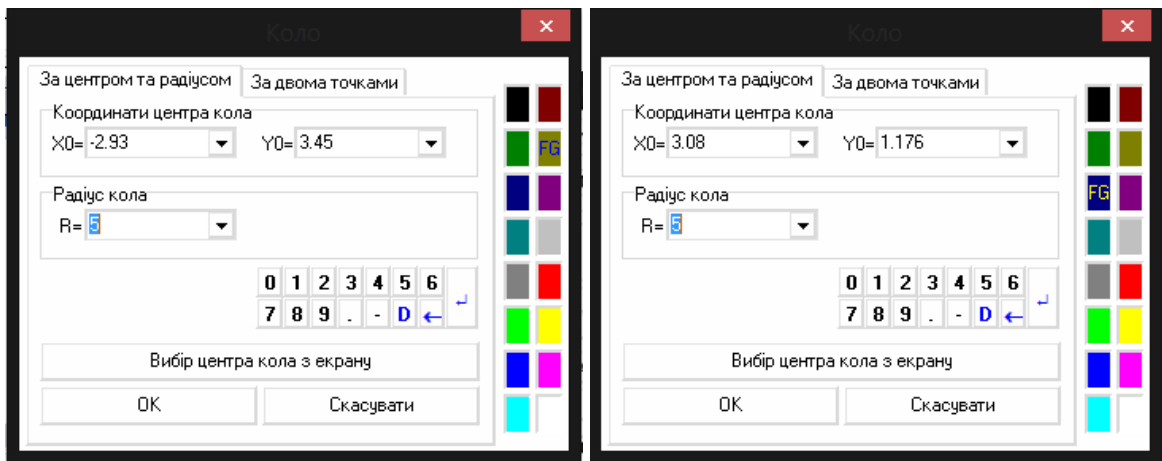 Коло
×
За центром та радіусом За двома точками
Координати центра кола
X0= -2.93 Y0= 3.45
FG
Радіус кола
R= 5
0 1 2 3 4 5 6
7 8 9 . - D ←
↵
Вибір центра кола з екрану
OK Скасувати
Коло
×
За центром та радіусом За двома точками
Координати центра кола
X0= 3.08 Y0= 1.176
Радіус кола
FG
R= 5
0 1 2 3 4 5 6
7 8 9 . - D ←
↵
Вибір центра кола з екрану
OK Скасувати